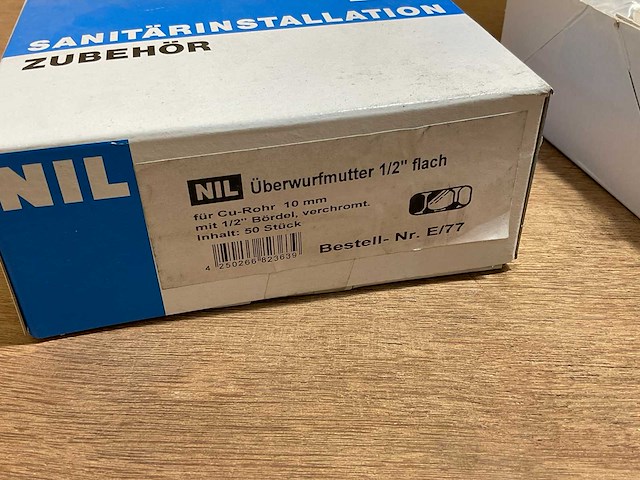 SANITÄRINSTALLATION
ZUBEHÖR
NIL
NIL Überwurfmutter 1/2" flach
für Cu-Rohr 10 mm
mit 1/2" Bördel, verchromt.
Inhalt: 50 Stück
4 250266 823639
Bestell- Nr. E/77